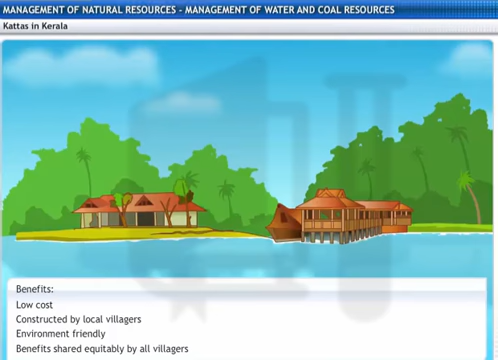 MANAGEMENT OF NATURAL RESOURCES - MANAGEMENT OF WATER AND COAL RESOURCES
Kattas in Kerala
Benefits:
Low cost
Constructed by local villagers
Environment friendly
Benefits shared equitably by all villagers